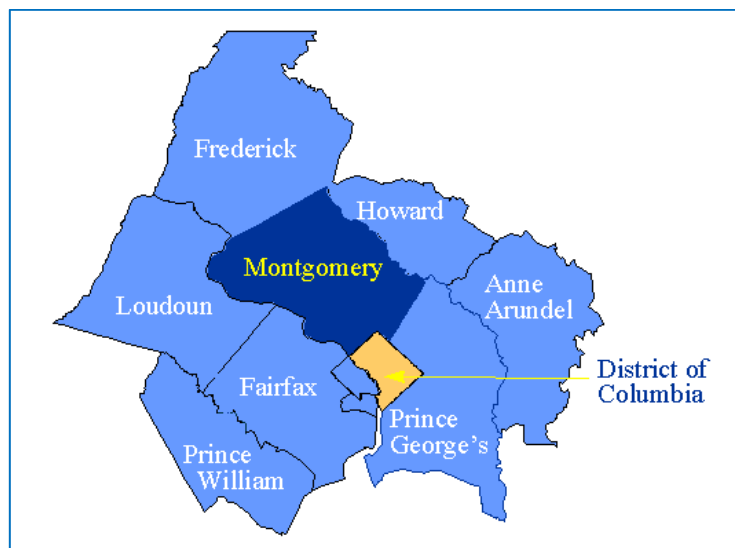 Frederick
Howard
Montgomery
Anne
Arundel
Loudoun
District of
Columbia
Fairfax
Prince
George's
Prince
William